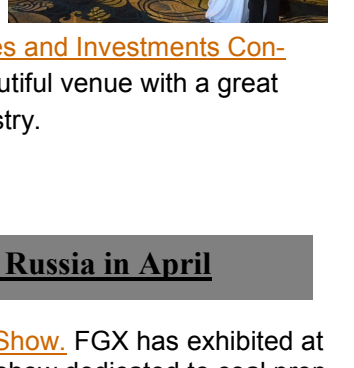 es and Investments Con-
utiful venue with a great
stry.
Russia in April
Show. FGX has exhibited at
show dedicated to coal prep